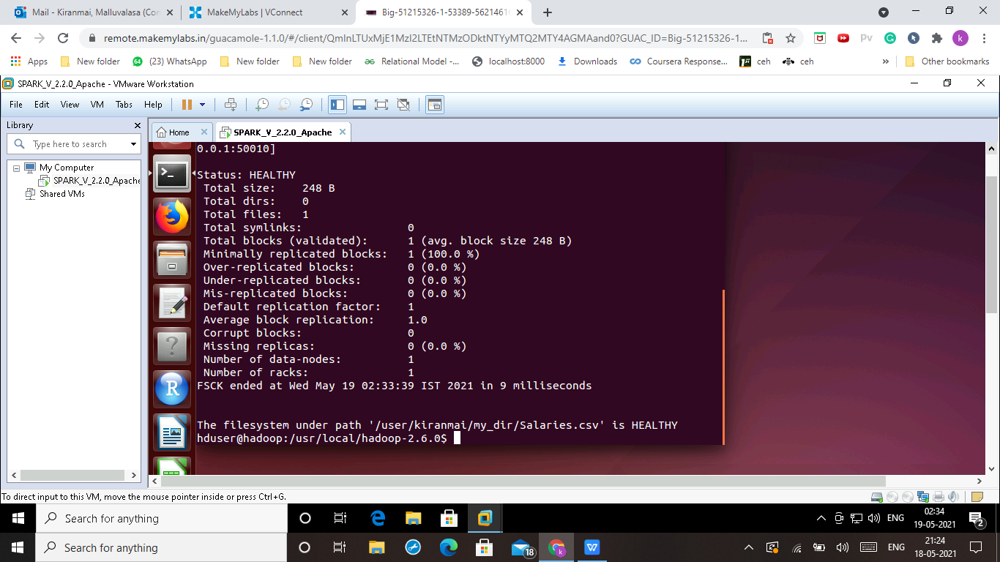 Mail - Kiranmai, Malluvalasa (Con
MakeMyLabs | VConnect
Big-51215326-1-53389-5621461
remote.makemylabs.in/guacamole-1.1.0/#/client/QmlnLTUxMjE1MzI2LTEtNTMzODktNTYyMTQ2MTY4AGMAand0?GUAC_ID=Big-51215326-1...
Apps
New folder
(23) WhatsApp
New folder
New folder
Relational Model -...
localhost:8000
Downloads
Coursera Response...
ceh
ceh
Other bookmarks
SPARK_V_2.2.0_Apache - VMware Workstation
File Edit View VM Tabs Help
Library
Type here to search
My Computer
SPARK_V_2.2.0_Apache
Shared VMs
Home
SPARK_V_2.2.0_Apache
0.0.1:50010]
Status: HEALTHY
Total size: 248 B
Total dirs: 0
Total files: 1
Total symlinks: 0
Total blocks (validated): 1 (avg. block size 248 B)
Minimally replicated blocks: 1 (100.0 %)
Over-replicated blocks: 0 (0.0 %)
Under-replicated blocks: 0 (0.0 %)
Mis-replicated blocks: 0 (0.0 %)
Default replication factor: 1
Average block replication: 1.0
Corrupt blocks: 0
Missing replicas: 0 (0.0 %)
Number of data-nodes: 1
Number of racks: 1
FSCK ended at Wed May 19 02:33:39 IST 2021 in 9 milliseconds
The filesystem under path '/user/kiranmai/my_dir/Salaries.csv' is HEALTHY
hduser@hadoop:/usr/local/hadoop-2.6.0$
To direct input to this VM, move the mouse pointer inside or press Ctrl+G.
Search for anything
ENG
02:34
19-05-2021
2
Search for anything
18
ENG
21:24
18-05-2021